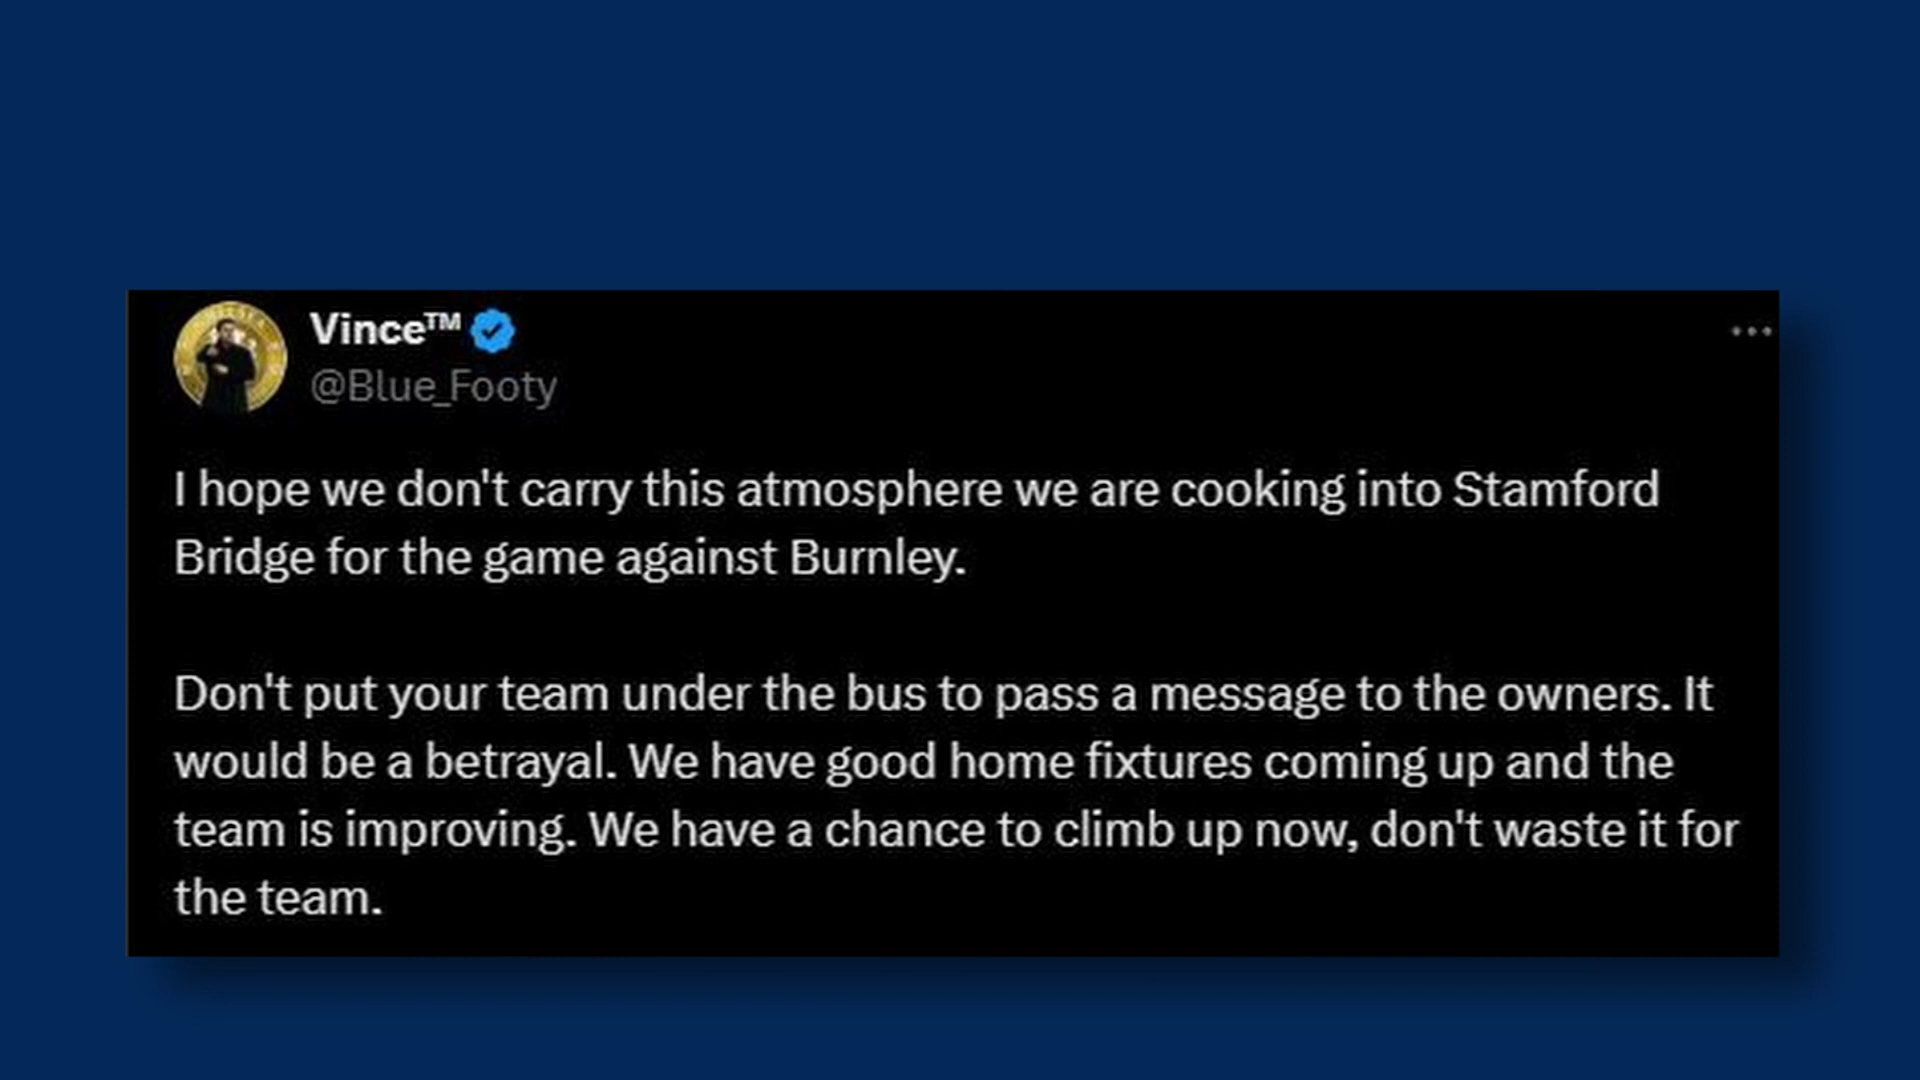 Vince™
@Blue_Footy
I hope we don't carry this atmosphere we are cooking into Stamford
Bridge for the game against Burnley.
Don't put your team under the bus to pass a message to the owners. It
would be a betrayal. We have good home fixtures coming up and the
team is improving. We have a chance to climb up now, don't waste it for
the team.